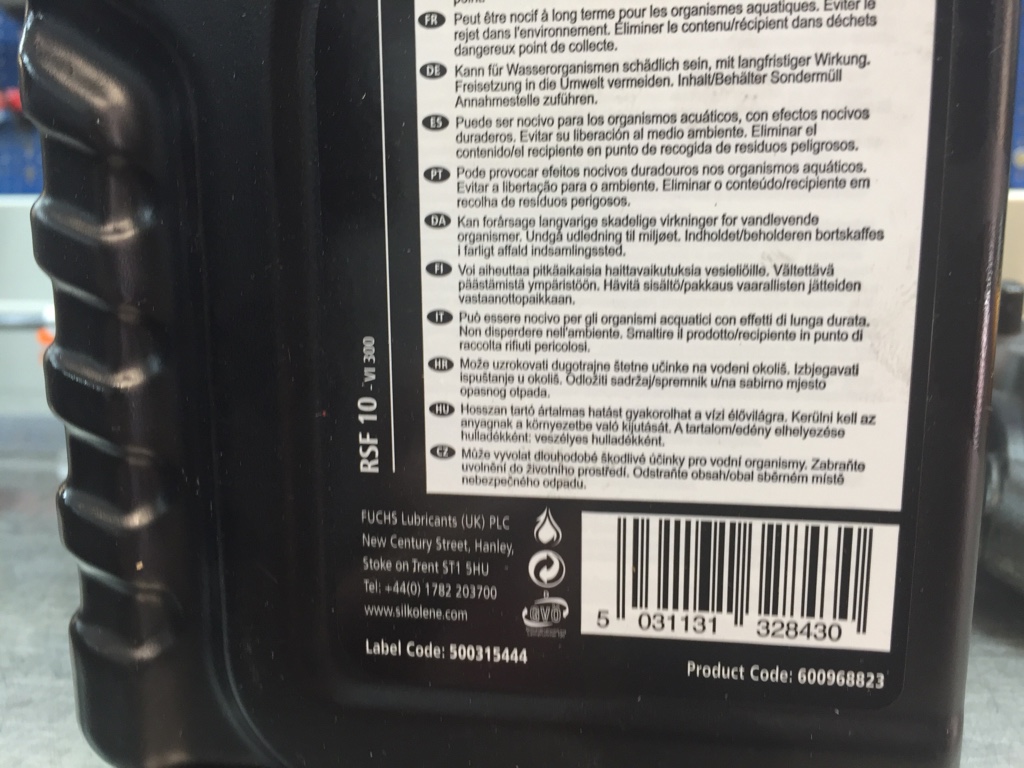 FR Peut être nocif à long terme pour les organismes aquatiques. Éviter le
rejet dans l'environnement. Éliminer le contenu/récipient dans déchets
dangereux point de collecte.
DE Kann für Wasserorganismen schädlich sein, mit langfristiger Wirkung.
Freisetzung in die Umwelt vermeiden. Inhalt/Behälter Sondermüll
Annahmestelle zuführen.
ES Puede ser nocivo para los organismos acuáticos, con efectos nocivos
duraderos. Evitar su liberación al medio ambiente. Eliminar el
contenido/el recipiente en punto de recogida de residuos peligrosos.
PT Pode provocar efeitos nocivos duradouros nos organismos aquáticos.
Evitar a libertação para o ambiente. Eliminar o conteúdo/recipiente em
recolha de resíduos perigosos.
DA Kan forårsage langvarige skadelige virkninger for vandlevende
organismer. Undgå udledning til miljøet. Indholdet/beholderen bortskaffes
i farligt affald indsamlingssted.
FI Voi aiheuttaa pitkäaikaisia haittavaikutuksia vesieliöille. Vältettävä
päästämistä ympäristöön. Hävitä sisältö/pakkaus vaarallisten jätteiden
vastaanottopaikkaan.
IT Può essere nocivo per gli organismi acquatici con effetti di lunga durata.
Non disperdere nell'ambiente. Smaltire il prodotto/recipiente in punto di
raccolta rifiuti pericolosi.
HR Može uzrokovati dugotrajne štetne učinke na vodeni okoliš. Izbjegavati
ispuštanje u okoliš. Odložiti sadržaj/spremnik u/na sabirno mjesto
opasnog otpada.
HU Hosszan tartó ártalmas hatást gyakorolhat a vízi élővilágra. Kerülni kell az
anyagnak a környezetbe való kijutását. A tartalom/edény elhelyezése
hulladékként: veszélyes hulladékként.
CZ Může vyvolat dlouhodobé škodlivé účinky pro vodní organismy. Zabraňte
uvolnění do životního prostředí. Odstraňte obsah/obal sběrném místě
nebezpečného odpadu.
RSF 10 - VI 300
FUCHS Lubricants (UK) PLC
New Century Street, Hanley,
Stoke on Trent ST1 5HU
Tel: +44(0) 1782 203700
www.silkolene.com
Label Code: 500315444
5 031131 328430
Product Code: 600968823